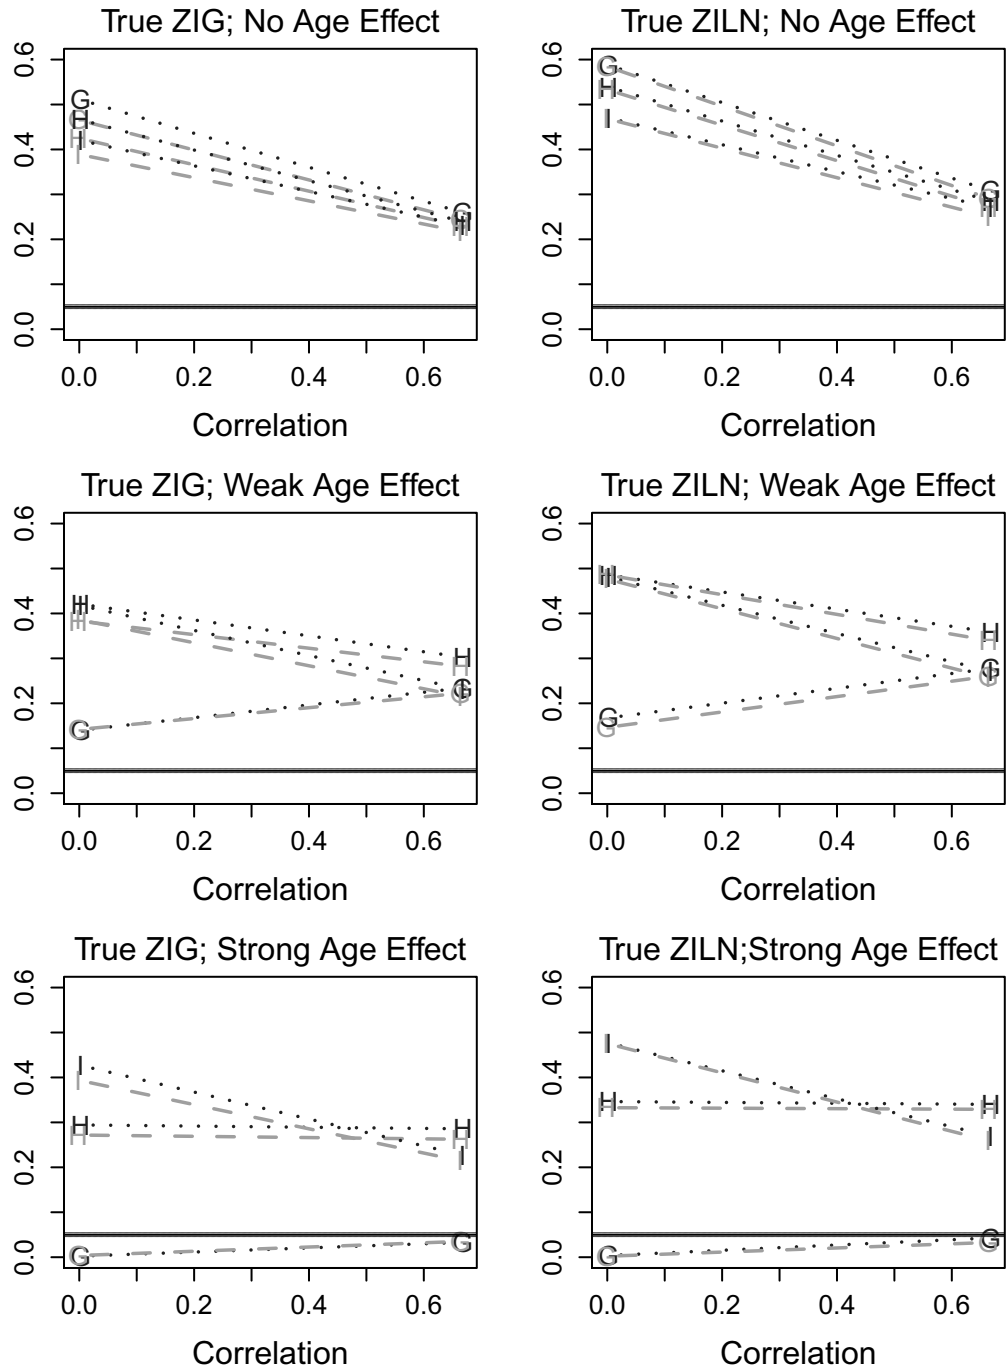 True ZIG; No Age Effect
0.6
0.4
0.2
0.0
G
G
H
H
I
I
G
G
H
H
I
I
0.0 0.2 0.4 0.6
Correlation
True ZILN; No Age Effect
0.6
0.4
0.2
0.0
G
G
H
H
I
I
G
G
H
H
I
I
0.0 0.2 0.4 0.6
Correlation
True ZIG; Weak Age Effect
0.6
0.4
0.2
0.0
H
I
H
I
G
G
H
H
G
I
G
I
0.0 0.2 0.4 0.6
Correlation
True ZILN; Weak Age Effect
0.6
0.4
0.2
0.0
H
I
H
I
G
G
H
H
G
I
G
I
0.0 0.2 0.4 0.6
Correlation
True ZIG; Strong Age Effect
0.6
0.4
0.2
0.0
I
I
H
H
G
G
H
H
I
I
G
G
0.0 0.2 0.4 0.6
Correlation
True ZILN;Strong Age Effect
0.6
0.4
0.2
0.0
I
I
H
H
G
G
H
H
I
I
G
G
0.0 0.2 0.4 0.6
Correlation